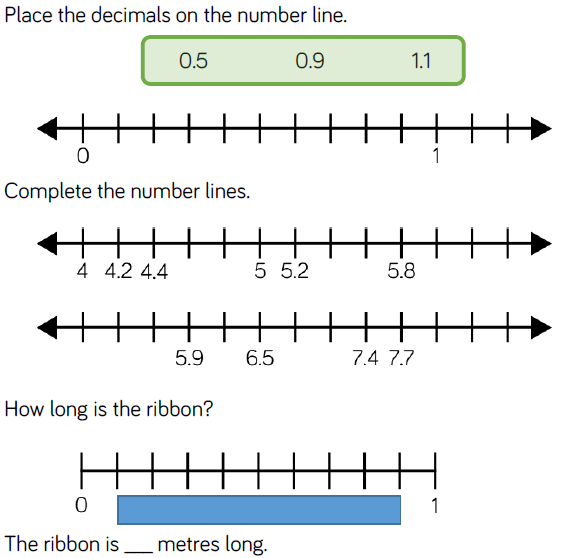 Place the decimals on the number line.
0.5 0.9 1.1
0 1
Complete the number lines.
4 4.2 4.4 5 5.2 5.8
5.9 6.5 7.4 7.7
How long is the ribbon?
0 1
The ribbon is ___ metres long.